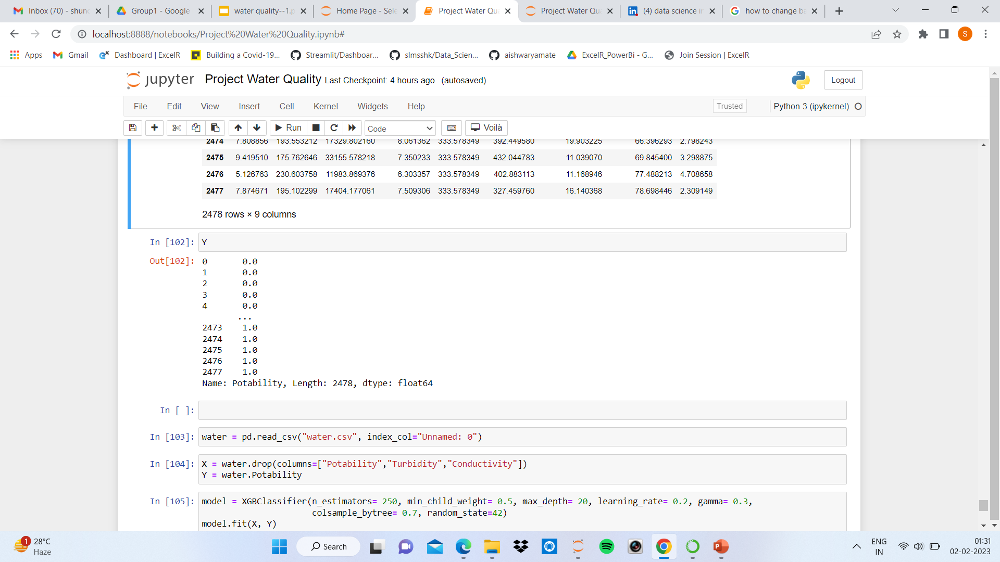 Inbox (70) - shun
Group1 - Google
water quality--1.p
Home Page - Sele
Project Water Qu
Project Water Qu
(4) data science in
how to change ba
localhost:8888/notebooks/Project%20Water%20Quality.ipynb#
S
Apps
Gmail
Dashboard | ExcelR
Building a Covid-19...
Streamlit/Dashboar...
slmsshk/Data_Scien...
aishwaryamate
ExcelR_PowerBi - G...
Join Session | ExcelR
jupyter Project Water Quality Last Checkpoint: 4 hours ago (autosaved)
Logout
File Edit View Insert Cell Kernel Widgets Help
Trusted
Python 3 (ipykernel)
Run
Code
Voilà
2474 7.808856 193.553212 17329.802160 8.061362 333.578349 392.449580 19.903225 66.396293 2.798243
2475 9.419510 175.762646 33155.578218 7.350233 333.578349 432.044783 11.039070 69.845400 3.298875
2476 5.126763 230.603758 11983.869376 6.303357 333.578349 402.883113 11.168946 77.488213 4.708658
2477 7.874671 195.102299 17404.177061 7.509306 333.578349 327.459760 16.140368 78.698446 2.309149
2478 rows × 9 columns
In [102]: Y
Out[102]: 0 0.0
1 0.0
2 0.0
3 0.0
4 0.0
...
2473 1.0
2474 1.0
2475 1.0
2476 1.0
2477 1.0
Name: Potability, Length: 2478, dtype: float64
In [ ]:
In [103]: water = pd.read_csv("water.csv", index_col="Unnamed: 0")
In [104]: X = water.drop(columns=["Potability","Turbidity","Conductivity"])
Y = water.Potability
In [105]: model = XGBClassifier(n_estimators= 250, min_child_weight= 0.5, max_depth= 20, learning_rate= 0.2, gamma= 0.3,
colsample_bytree= 0.7, random_state=42)
model.fit(X, Y)
1
28°C
Haze
Search
ENG
IN
01:31
02-02-2023